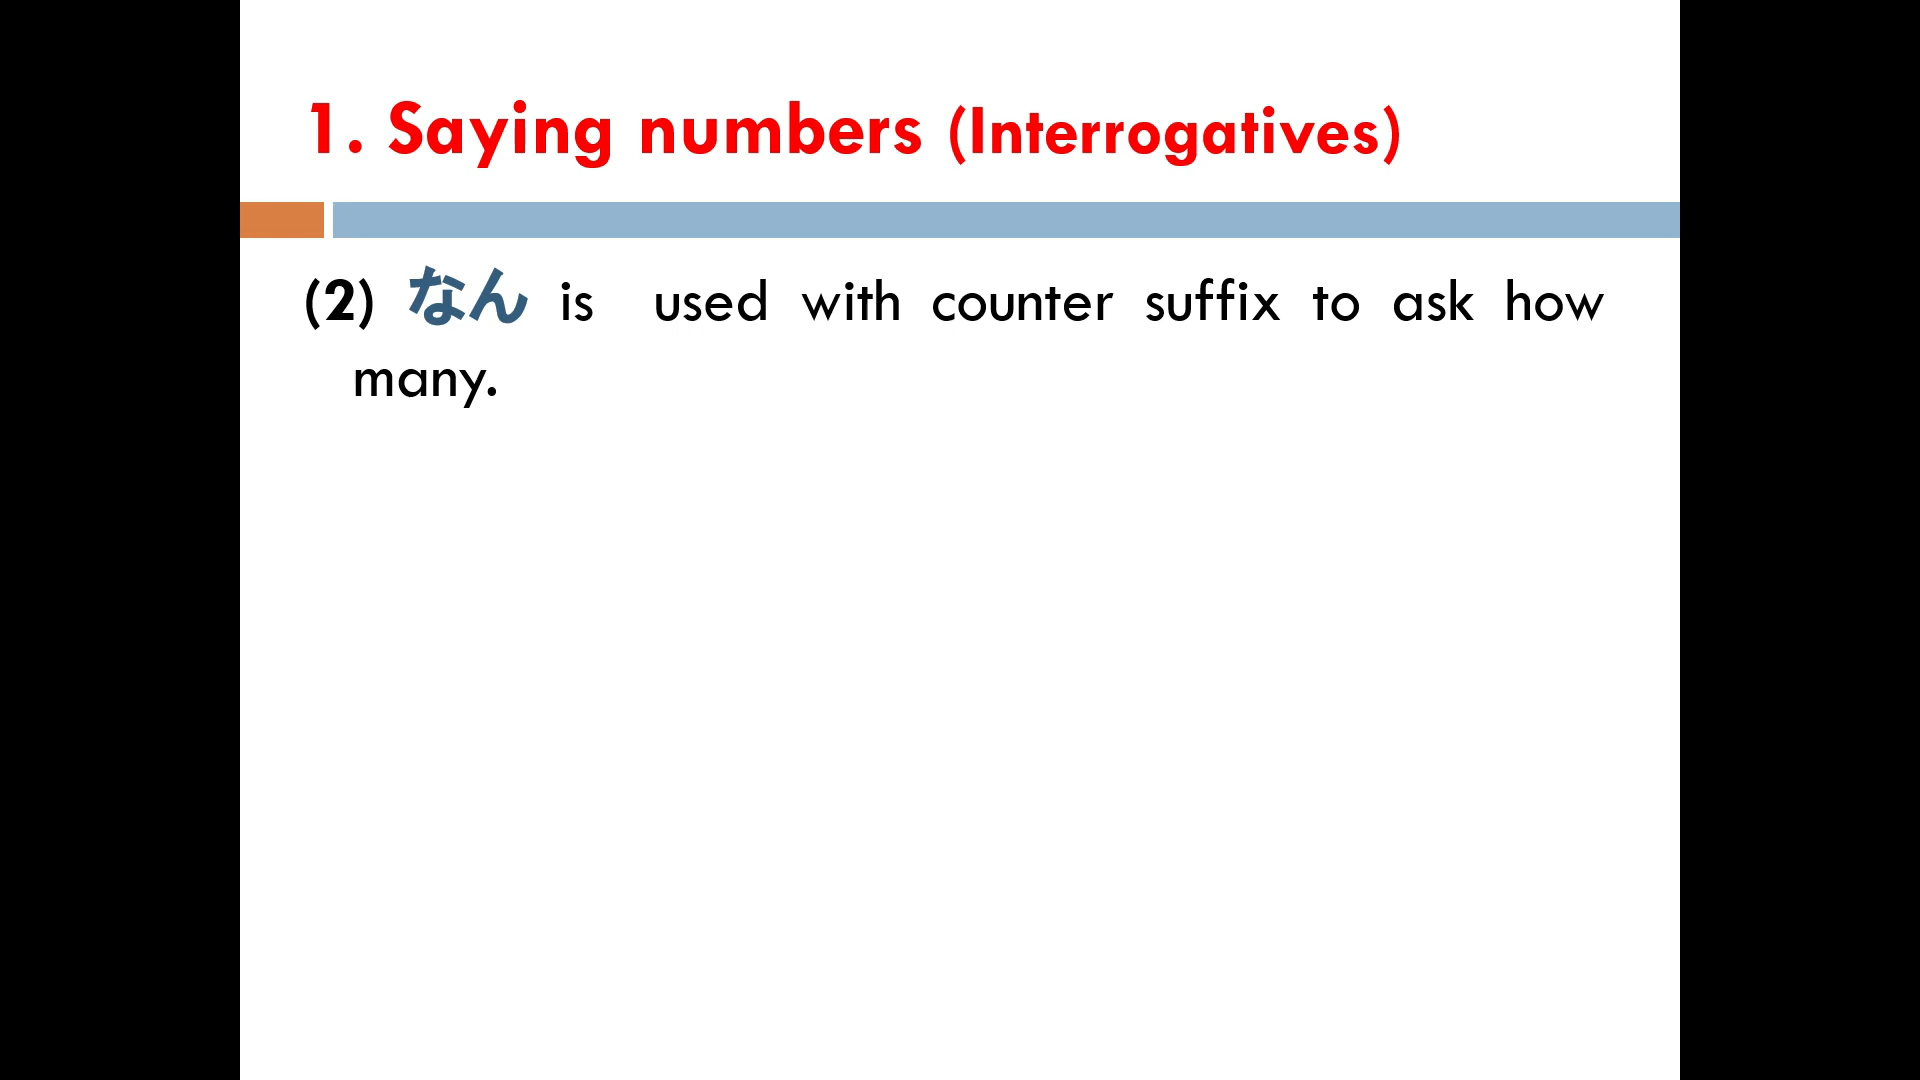 1. Saying numbers (Interrogatives)
(2) なん is used with counter suffix to ask how
many.